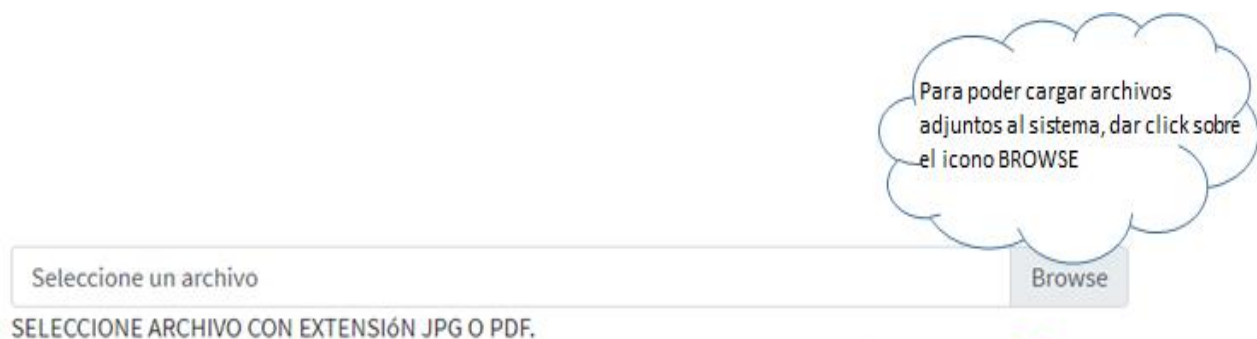 Para poder cargar archivos
adjuntos al sistema, dar click sobre
el icono BROWSE
Seleccione un archivo
Browse
SELECCIONE ARCHIVO CON EXTENSIóN JPG O PDF.